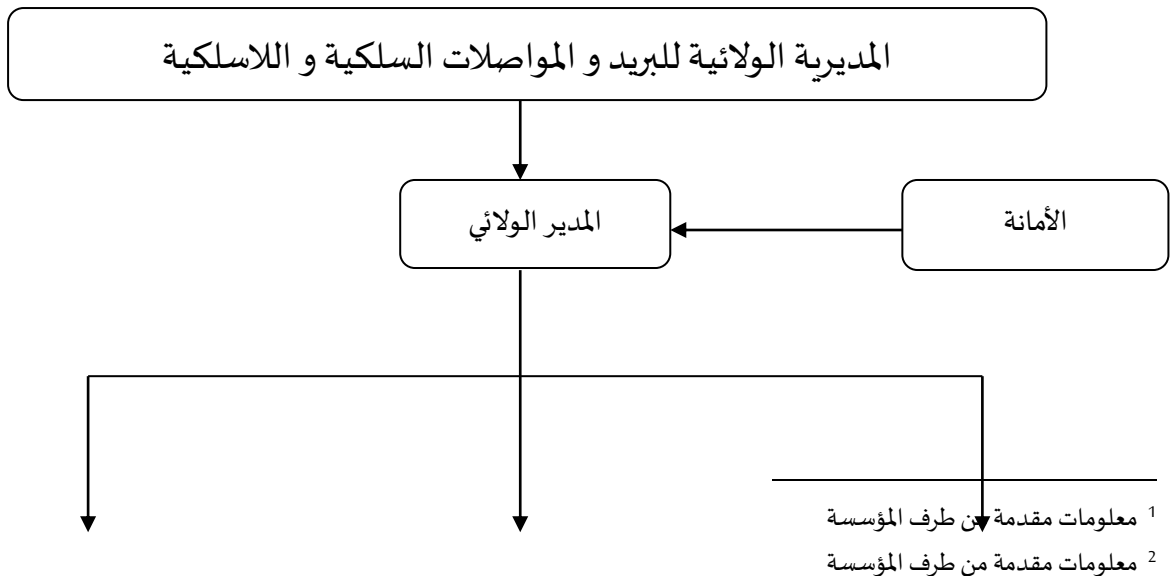 المديرية الولائية للبريد و المواصلات السلكية و اللاسلكية
الأمانة
المدير الولائي
1 معلومات مقدمة من طرف المؤسسة
2 معلومات مقدمة من طرف المؤسسة